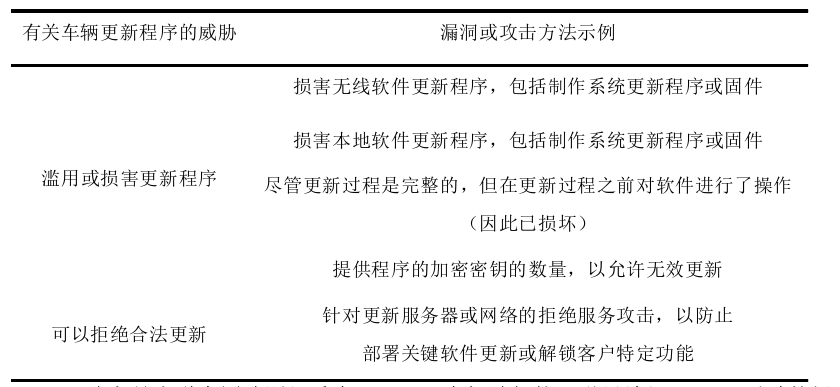 有关车辆更新程序的威胁 漏洞或攻击方法示例
损害无线软件更新程序，包括制作系统更新程序或固件
损害本地软件更新程序，包括制作系统更新程序或固件
滥用或损害更新程序
尽管更新过程是完整的，但在更新过程之前对软件进行了操作
（因此已损坏）
提供程序的加密密钥的数量，以允许无效更新
可以拒绝合法更新
针对更新服务器或网络的拒绝服务攻击，以防止
部署关键软件更新或解锁客户特定功能